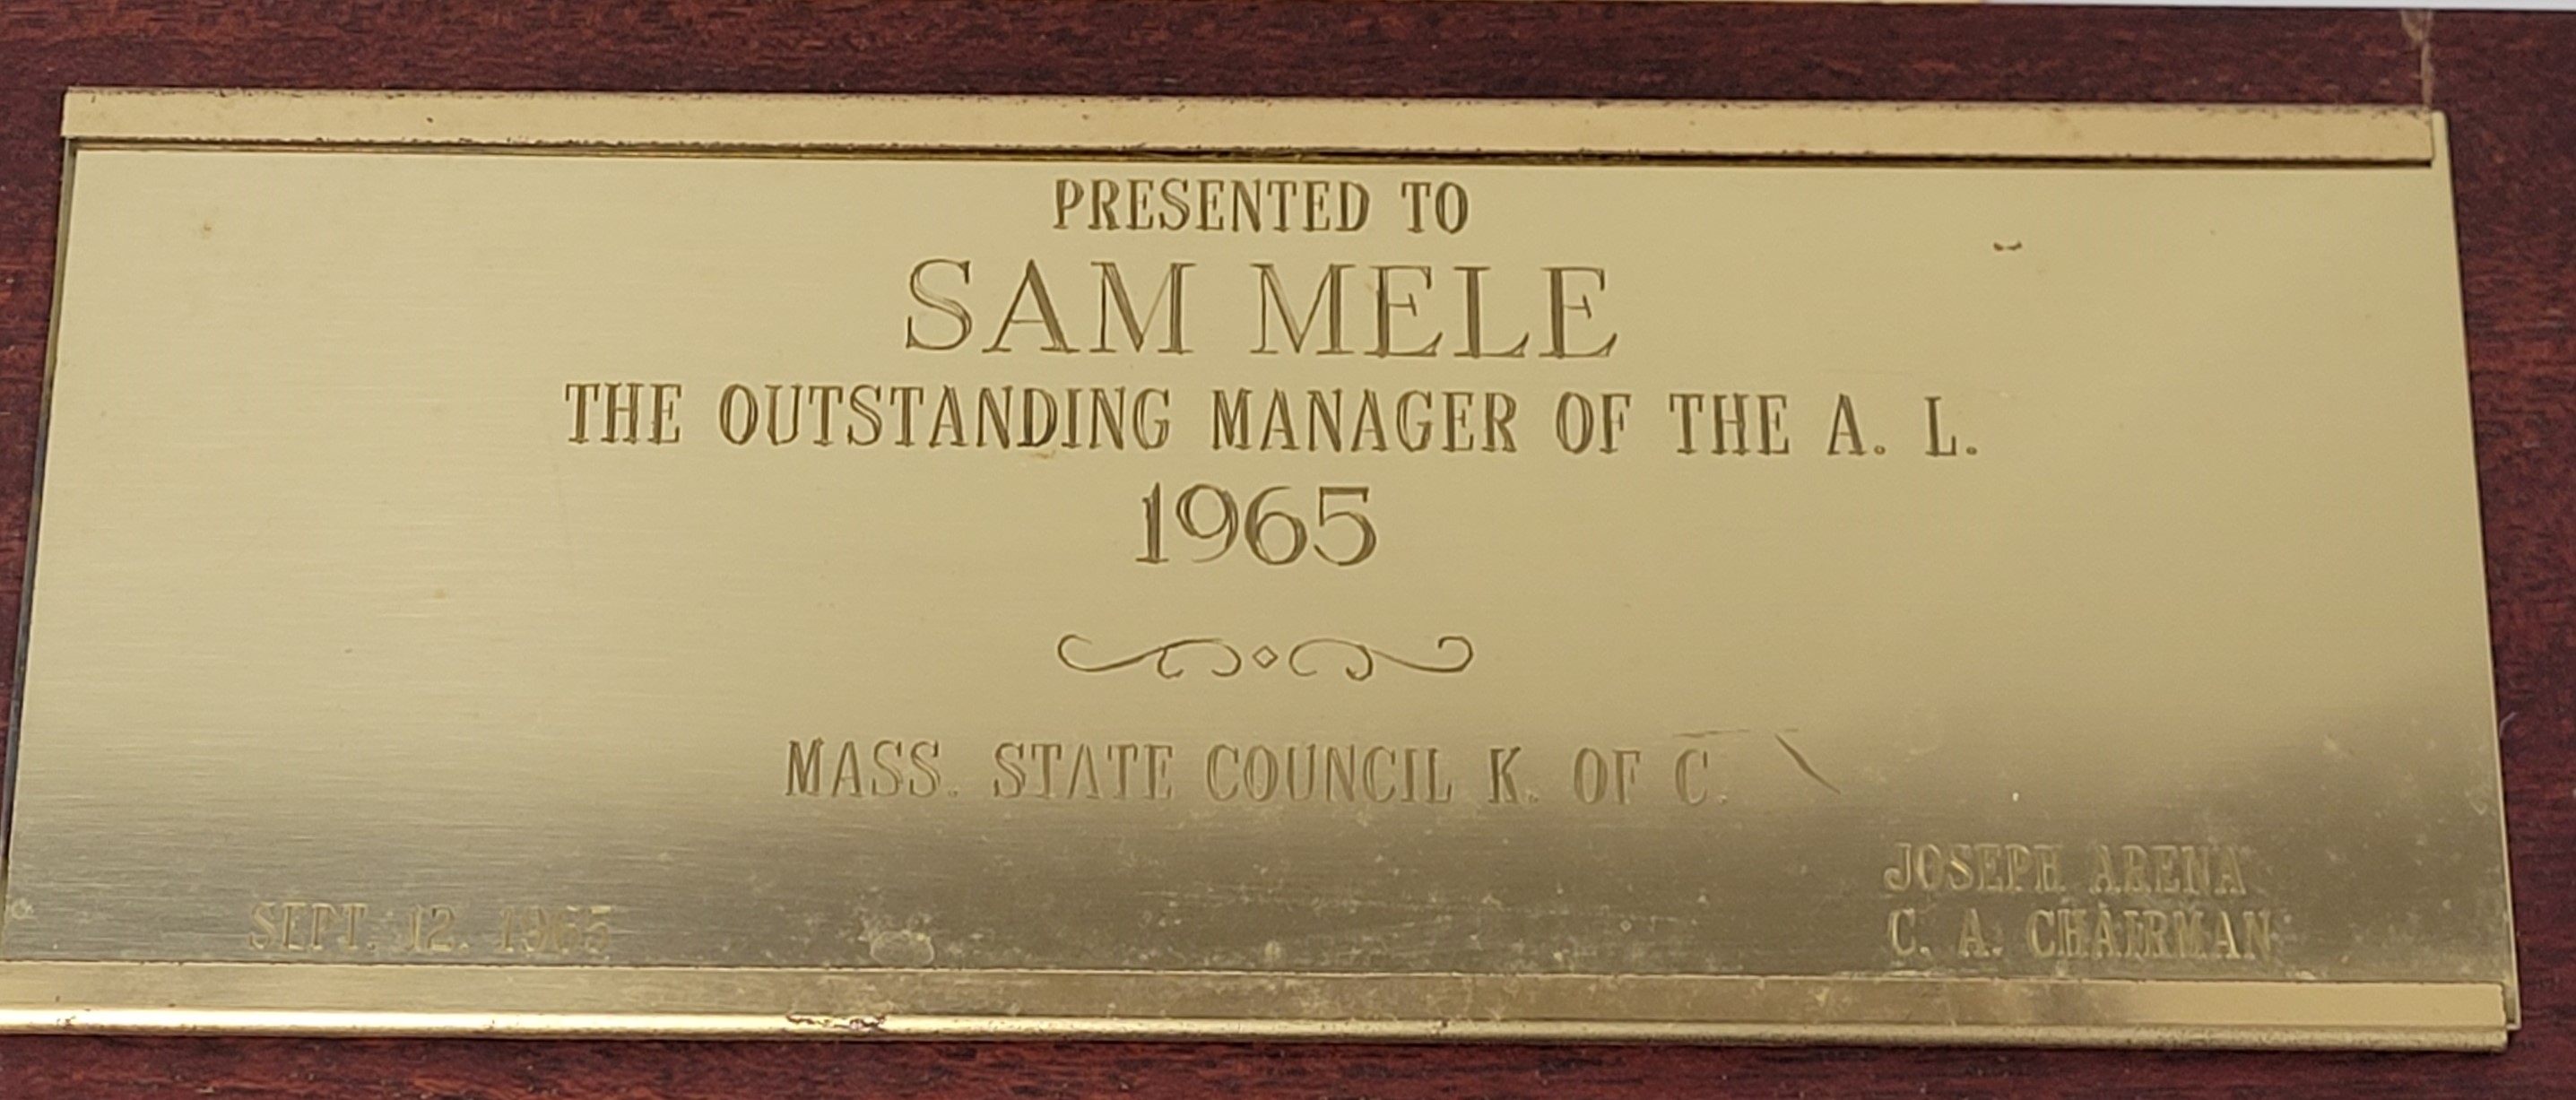 PRESENTED TO
SAM MELE
THE OUTSTANDING MANAGER OF THE A. L.
1965
MASS. STATE COUNCIL K. OF C.
JOSEPH ARENA
SEPT. 12. 1965
C. A. CHAIRMAN